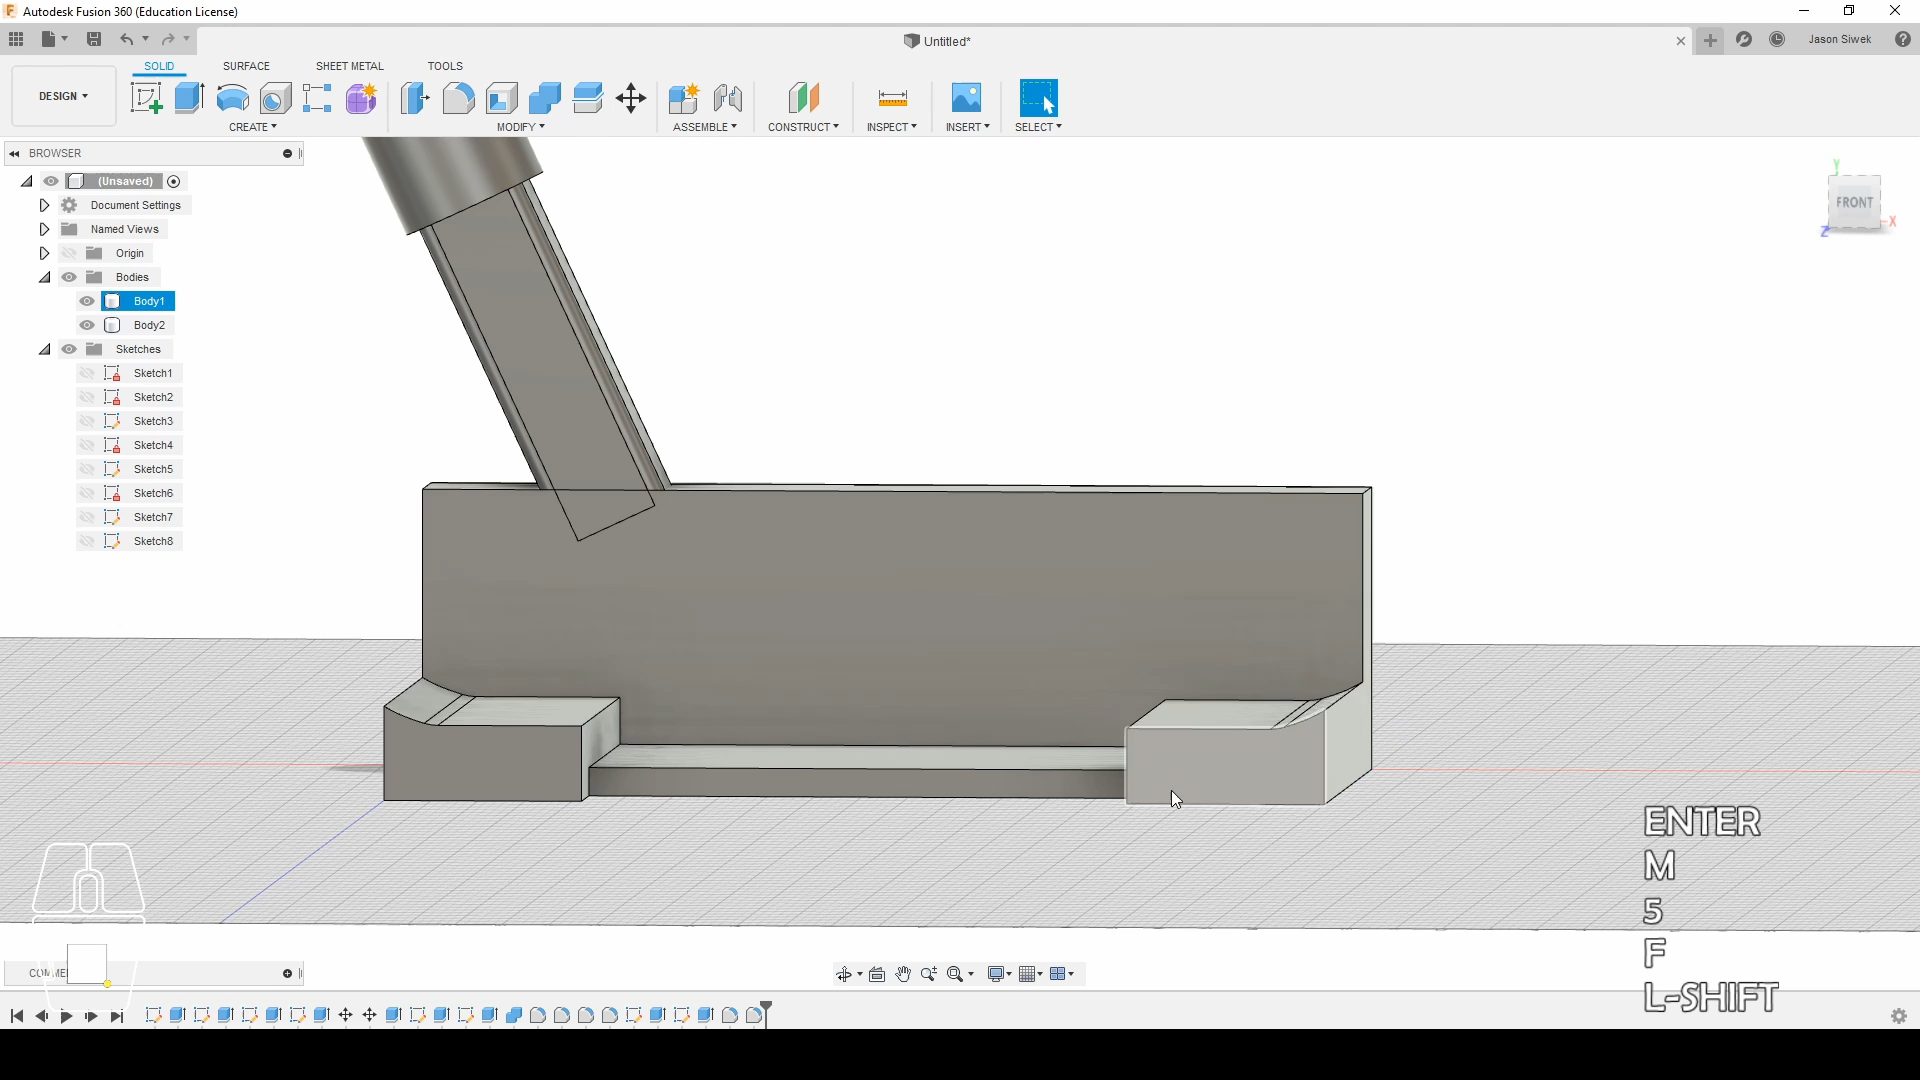 Autodesk Fusion 360 (Education License)
Untitled*
Jason Siwek
SOLID
SURFACE
SHEET METAL
TOOLS
DESIGN
CREATE
MODIFY
ASSEMBLE
CONSTRUCT
INSPECT
INSERT
SELECT
BROWSER
(Unsaved)
Document Settings
Named Views
Origin
Bodies
Body1
Body2
Sketches
Sketch1
Sketch2
Sketch3
Sketch4
Sketch5
Sketch6
Sketch7
Sketch8
Y
FRONT
X
Z
ENTER
M
5
F
L-SHIFT